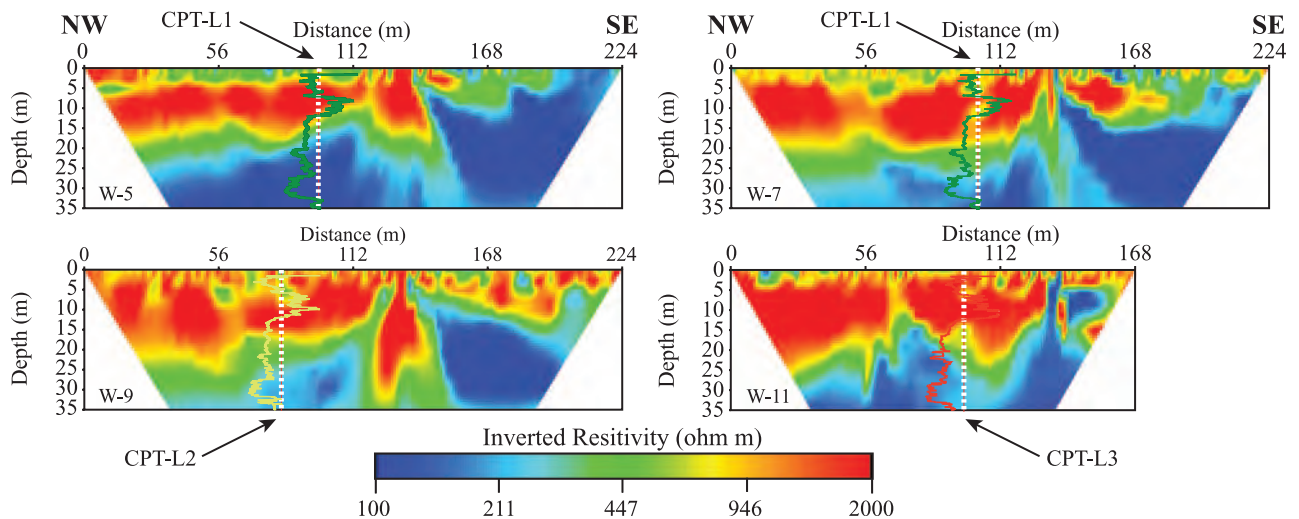 CPT-L1
NW Distance (m) SE
0 56 112 168 224
Depth (m)
0
5
10
15
20
25
30
35
W-5
CPT-L1
NW Distance (m) SE
0 56 112 168 224
Depth (m)
0
5
10
15
20
25
30
35
W-7
Distance (m)
0 56 112 168 224
Depth (m)
0
5
10
15
20
25
30
35
W-9
CPT-L2
Distance (m)
0 56 112 168
Depth (m)
0
5
10
15
20
25
30
35
W-11
CPT-L3
Inverted Resitivity (ohm m)
100 211 447 946 2000